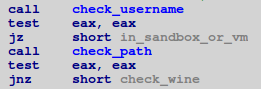 call check_username
test eax, eax
jz short in_sandbox_or_vm
call check_path
test eax, eax
jnz short check_wine